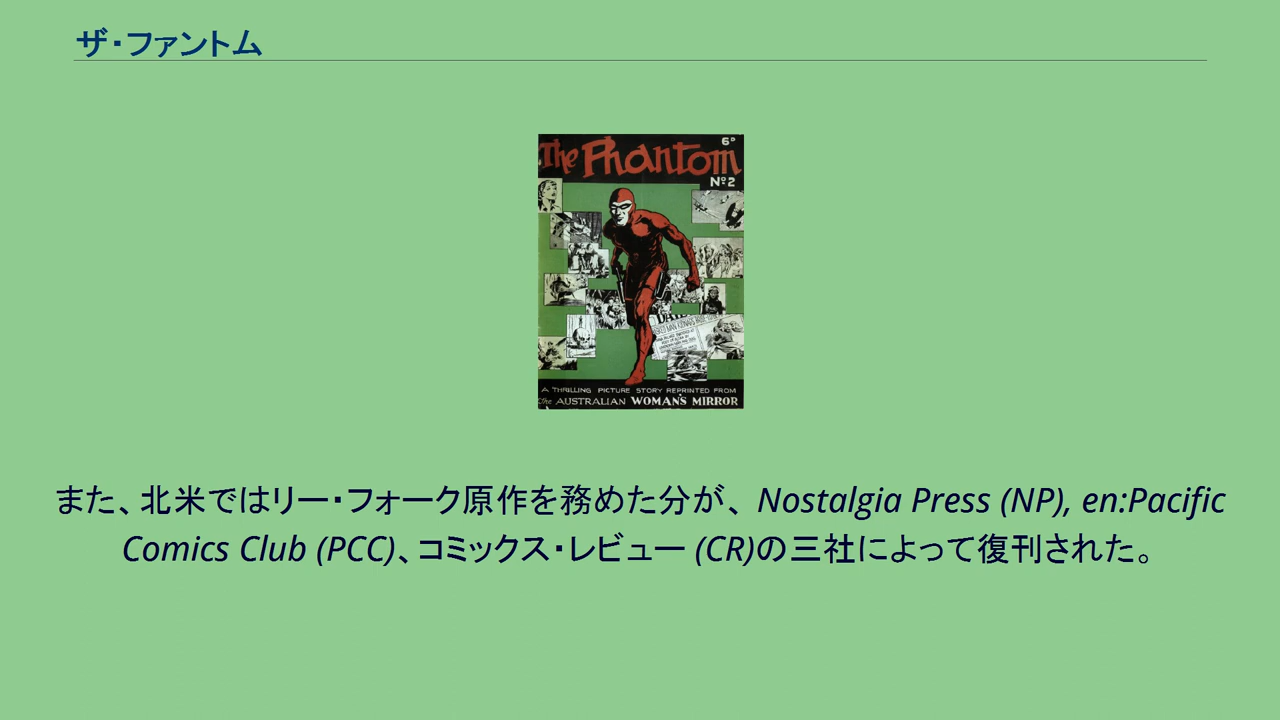 ザ・ファントム
The Phantom
6D
Nº2
A THRILLING PICTURE STORY REPRINTED FROM
The AUSTRALIAN WOMAN'S MIRROR
また、北米ではリー・フォーク原作を務めた分が、Nostalgia Press (NP), en:Pacific
Comics Club (PCC)、コミックス・レビュー (CR)の三社によって復刊された。